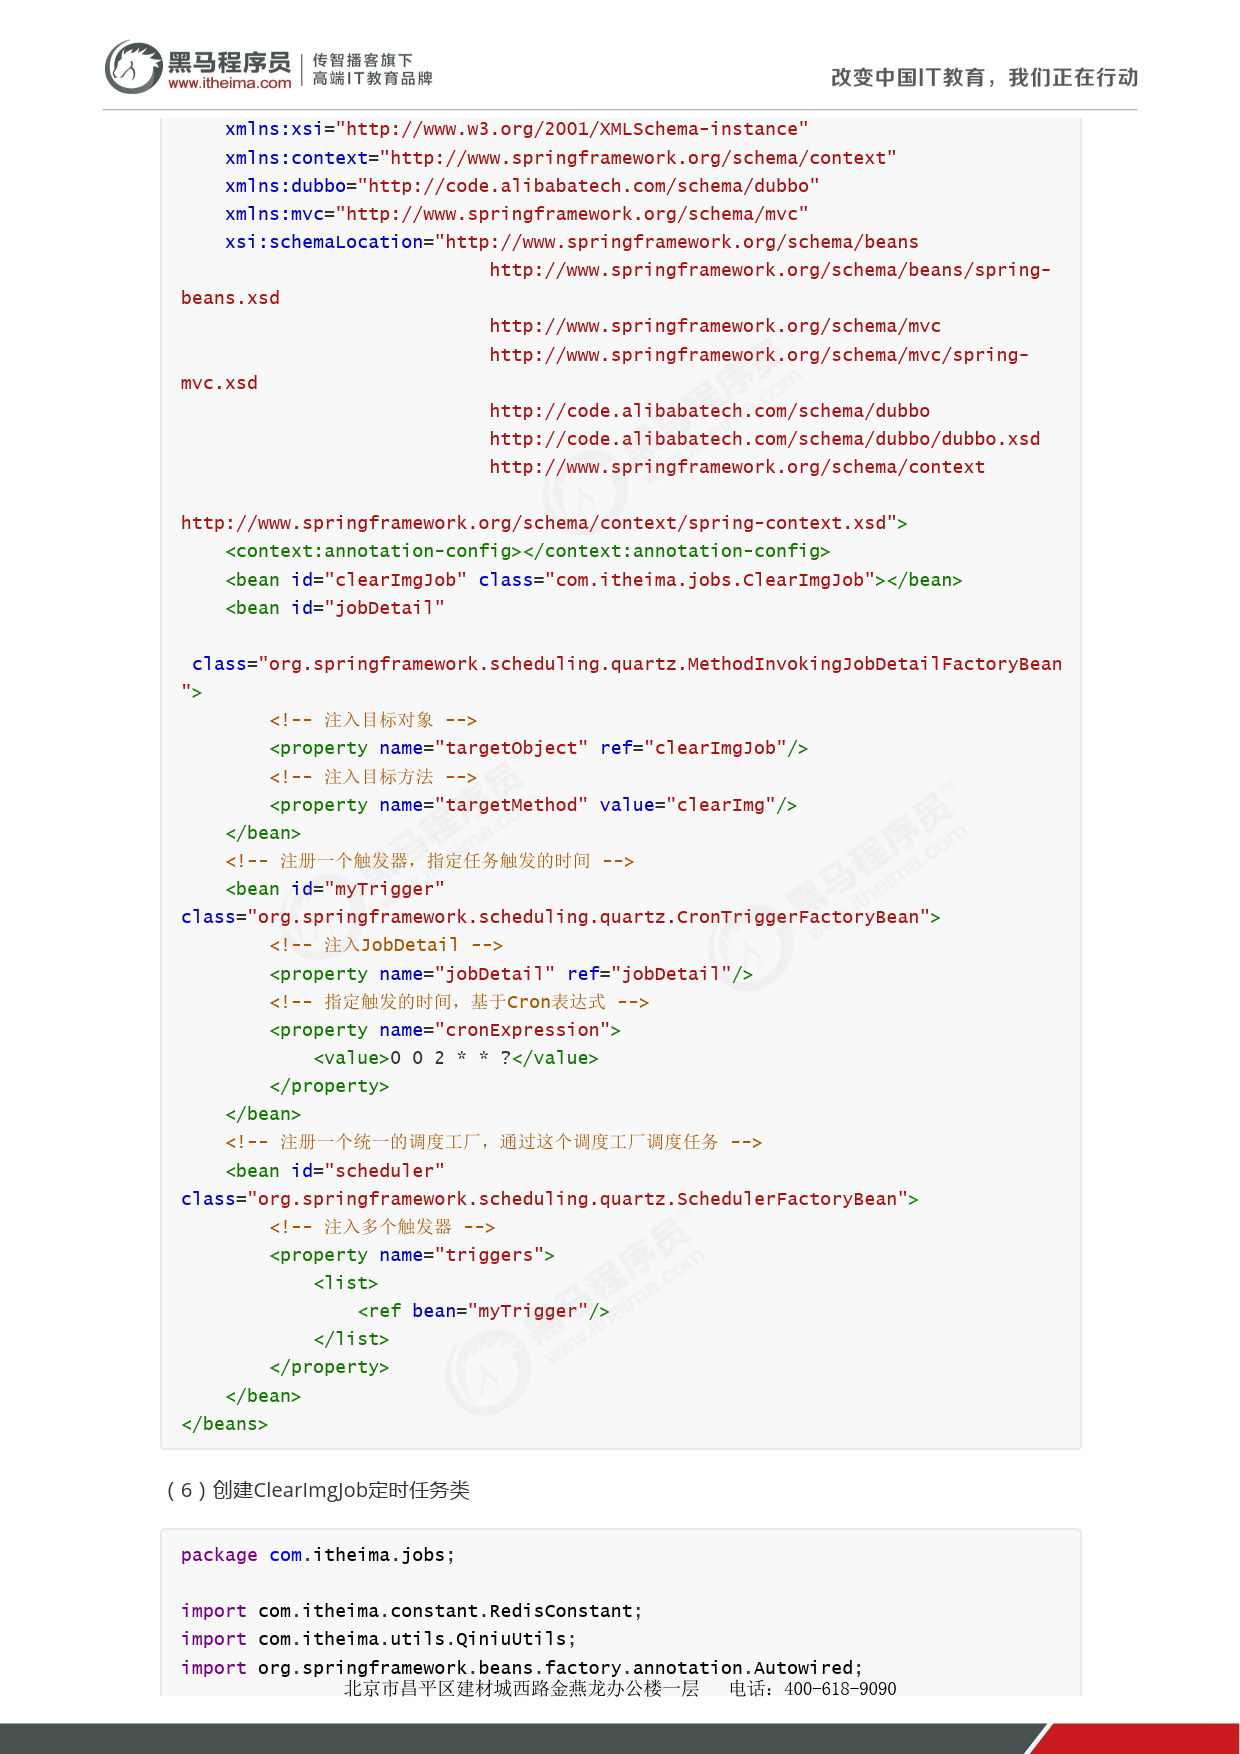 黑马程序员
www.itheima.com
传智播客旗下
高端IT教育品牌
改变中国IT教育，我们正在行动
xmlns:xsi="http://www.w3.org/2001/XMLSchema-instance"
xmlns:context="http://www.springframework.org/schema/context"
xmlns:dubbo="http://code.alibabatech.com/schema/dubbo"
xmlns:mvc="http://www.springframework.org/schema/mvc"
xsi:schemaLocation="http://www.springframework.org/schema/beans
http://www.springframework.org/schema/beans/spring-
beans.xsd
http://www.springframework.org/schema/mvc
http://www.springframework.org/schema/mvc/spring-
mvc.xsd
http://code.alibabatech.com/schema/dubbo
http://code.alibabatech.com/schema/dubbo/dubbo.xsd
http://www.springframework.org/schema/context
http://www.springframework.org/schema/context/spring-context.xsd">
<context:annotation-config></context:annotation-config>
<bean id="clearImgJob" class="com.itheima.jobs.ClearImgJob"></bean>
<bean id="jobDetail"
class="org.springframework.scheduling.quartz.MethodInvokingJobDetailFactoryBean
">
<!-- 注入目标对象 -->
<property name="targetObject" ref="clearImgJob"/>
<!-- 注入目标方法 -->
<property name="targetMethod" value="clearImg"/>
</bean>
<!-- 注册一个触发器，指定任务触发的时间 -->
<bean id="myTrigger"
class="org.springframework.scheduling.quartz.CronTriggerFactoryBean">
<!-- 注入JobDetail -->
<property name="jobDetail" ref="jobDetail"/>
<!-- 指定触发的时间，基于Cron表达式 -->
<property name="cronExpression">
<value>0 0 2 * * ?</value>
</property>
</bean>
<!-- 注册一个统一的调度工厂，通过这个调度工厂调度任务 -->
<bean id="scheduler"
class="org.springframework.scheduling.quartz.SchedulerFactoryBean">
<!-- 注入多个触发器 -->
<property name="triggers">
<list>
<ref bean="myTrigger"/>
</list>
</property>
</bean>
</beans>
（6）创建ClearImgJob定时任务类
package com.itheima.jobs;
import com.itheima.constant.RedisConstant;
import com.itheima.utils.QiniuUtils;
import org.springframework.beans.factory.annotation.Autowired;
北京市昌平区建材城西路金燕龙办公楼一层 电话：400-618-9090